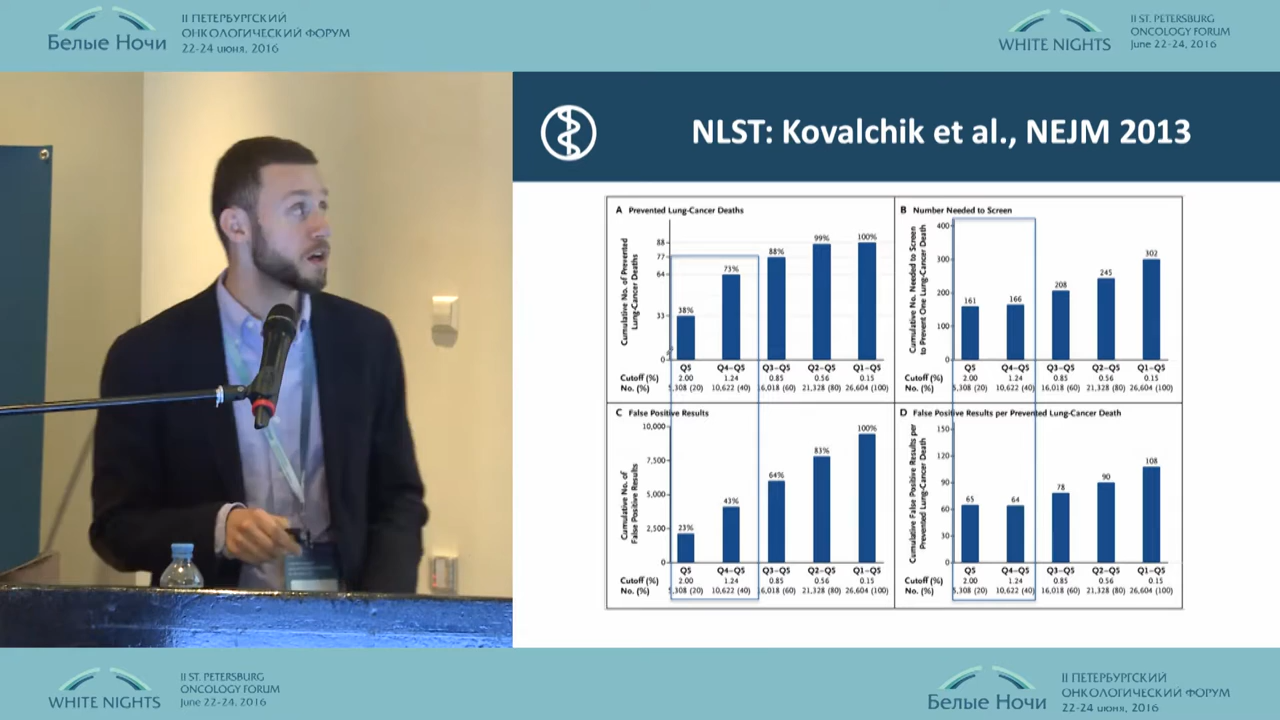 Белые Ночи
II ПЕТЕРБУРГСКИЙ
ОНКОЛОГИЧЕСКИЙ ФОРУМ
22-24 июня, 2016
WHITE NIGHTS
II ST. PETERSBURG
ONCOLOGY FORUM
June 22-24, 2016
NLST: Kovalchik et al., NEJM 2013
A Prevented Lung-Cancer Deaths
Cumulative No. of Prevented
Lung-Cancer Deaths
88
77
64
33
0
38%
73%
88%
99%
100%
Q5 Q4–Q5 Q3–Q5 Q2–Q5 Q1–Q5
Cutoff (%) 2.00 1.24 0.85 0.56 0.15
No. (%) 5,308 (20) 10,622 (40) 16,018 (60) 21,328 (80) 26,604 (100)
B Number Needed to Screen
Cumulative No. Needed to Screen
to Prevent One Lung-Cancer Death
400
300
200
100
0
161
166
208
245
302
Q5 Q4–Q5 Q3–Q5 Q2–Q5 Q1–Q5
Cutoff (%) 2.00 1.24 0.85 0.56 0.15
No. (%) 5,308 (20) 10,622 (40) 16,018 (60) 21,328 (80) 26,604 (100)
C False Positive Results
Cumulative No. of
False Positive Results
10,000
7,500
5,000
2,500
0
23%
43%
64%
83%
100%
Q5 Q4–Q5 Q3–Q5 Q2–Q5 Q1–Q5
Cutoff (%) 2.00 1.24 0.85 0.56 0.15
No. (%) 5,308 (20) 10,622 (40) 16,018 (60) 21,328 (80) 26,604 (100)
D False Positive Results per Prevented Lung-Cancer Death
Cumulative False Positive Results per
Prevented Lung-Cancer Death
150
120
90
60
30
0
65
64
78
90
108
Q5 Q4–Q5 Q3–Q5 Q2–Q5 Q1–Q5
Cutoff (%) 2.00 1.24 0.85 0.56 0.15
No. (%) 5,308 (20) 10,622 (40) 16,018 (60) 21,328 (80) 26,604 (100)
WHITE NIGHTS
II ST. PETERSBURG
ONCOLOGY FORUM
June 22-24, 2016
Белые Ночи
II ПЕТЕРБУРГСКИЙ
ОНКОЛОГИЧЕСКИЙ ФОРУМ
22-24 июня, 2016